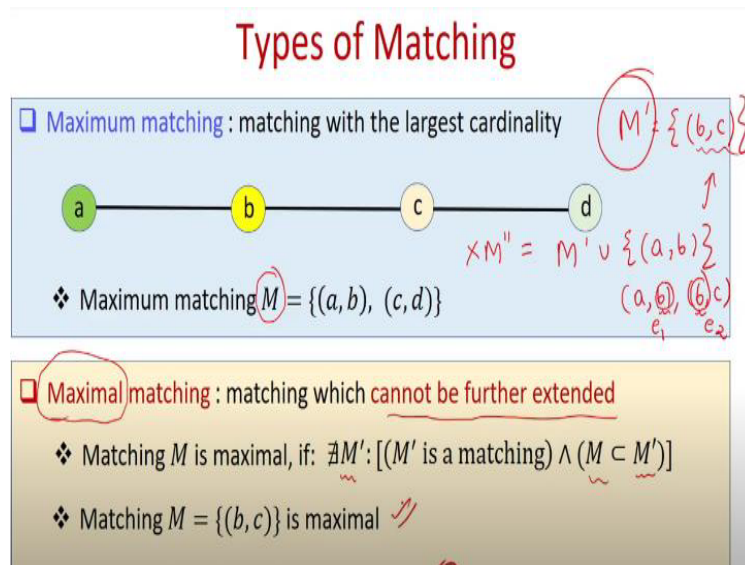 Types of Matching
❑ Maximum matching : matching with the largest cardinality
M' = {(b,c)}
a b c d
×M" = M' ∪ {(a,b)}
❖ Maximum matching M = {(a, b), (c, d)}
(a,b), (b,c)
e₁ e₂
❑ Maximal matching : matching which cannot be further extended
❖ Matching M is maximal, if: ∄M′: [(M′ is a matching) ∧ (M ⊂ M′)]
❖ Matching M = {(b, c)} is maximal